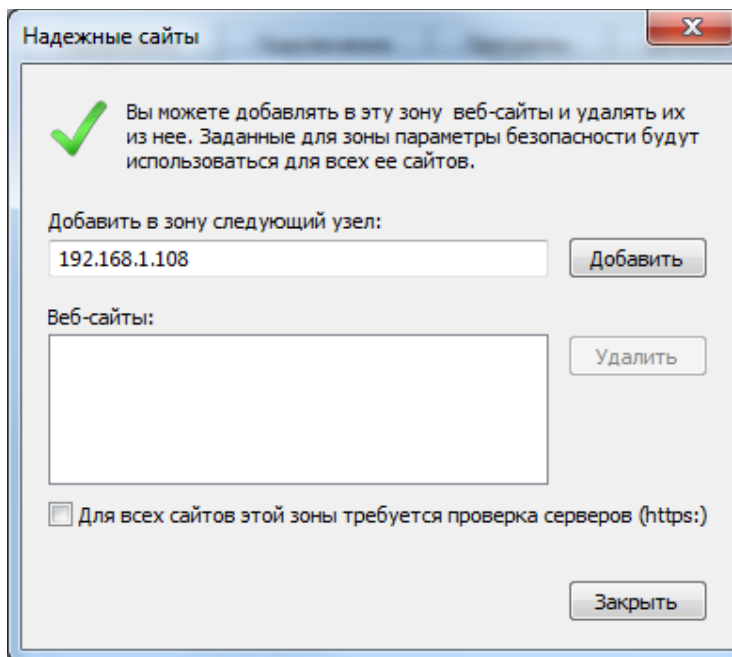 Надежные сайты
Вы можете добавлять в эту зону веб-сайты и удалять их
из нее. Заданные для зоны параметры безопасности будут
использоваться для всех ее сайтов.
Добавить в зону следующий узел:
192.168.1.108
Добавить
Веб-сайты:
Удалить
Для всех сайтов этой зоны требуется проверка серверов (https:)
Закрыть